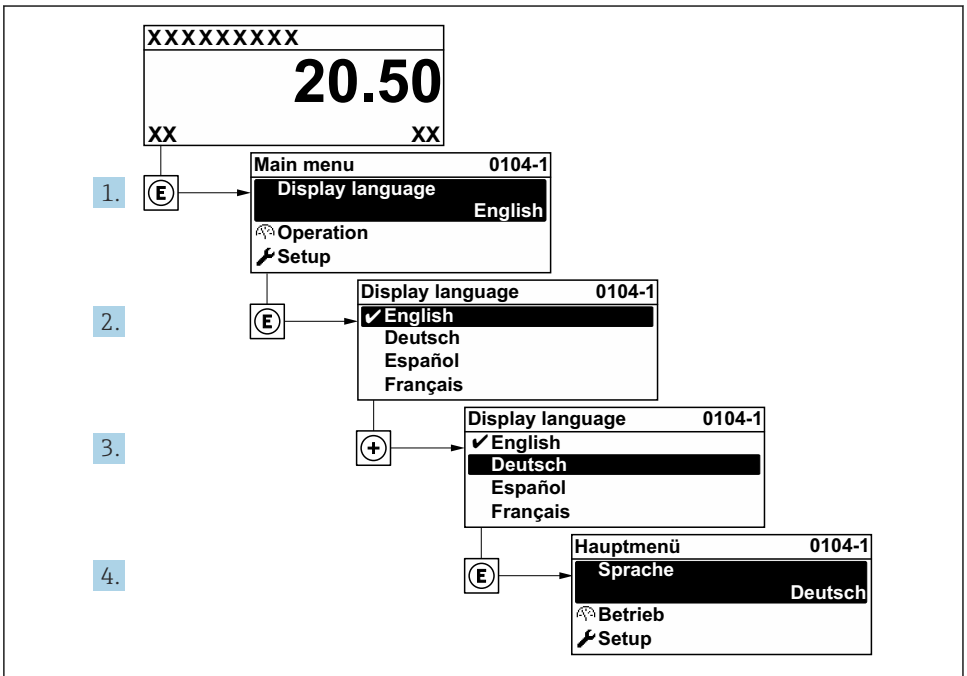 XXXXXXXXX
20.50
XX XX
1. E
Main menu 0104-1
Display language
English
Operation
Setup
2. E
Display language 0104-1
✔English
Deutsch
Español
Français
3. +
Display language 0104-1
✔English
Deutsch
Español
Français
4. E
Hauptmenü 0104-1
Sprache
Deutsch
Betrieb
Setup